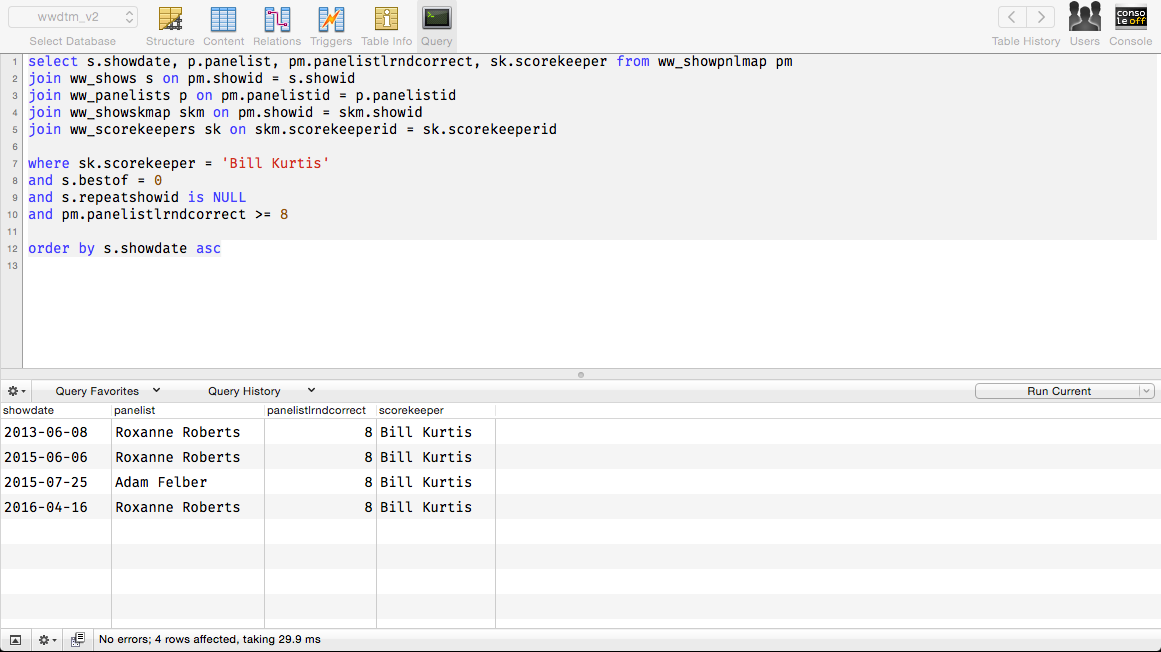 wwdtm_v2
Select Database
Structure
Content
Relations
Triggers
Table Info
Query
Table History
Users
conso
le off
Console
1 select s.showdate, p.panelist, pm.panelistlrndcorrect, sk.scorekeeper from ww_showpnlmap pm
2 join ww_shows s on pm.showid = s.showid
3 join ww_panelists p on pm.panelistid = p.panelistid
4 join ww_showskmap skm on pm.showid = skm.showid
5 join ww_scorekeepers sk on skm.scorekeeperid = sk.scorekeeperid
6
7 where sk.scorekeeper = 'Bill Kurtis'
8 and s.bestof = 0
9 and s.repeatshowid is NULL
10 and pm.panelistlrndcorrect >= 8
11
12 order by s.showdate asc
13
Query Favorites
Query History
Run Current
showdate panelist panelistlrndcorrect scorekeeper
2013-06-08 Roxanne Roberts 8 Bill Kurtis
2015-06-06 Roxanne Roberts 8 Bill Kurtis
2015-07-25 Adam Felber 8 Bill Kurtis
2016-04-16 Roxanne Roberts 8 Bill Kurtis
No errors; 4 rows affected, taking 29.9 ms